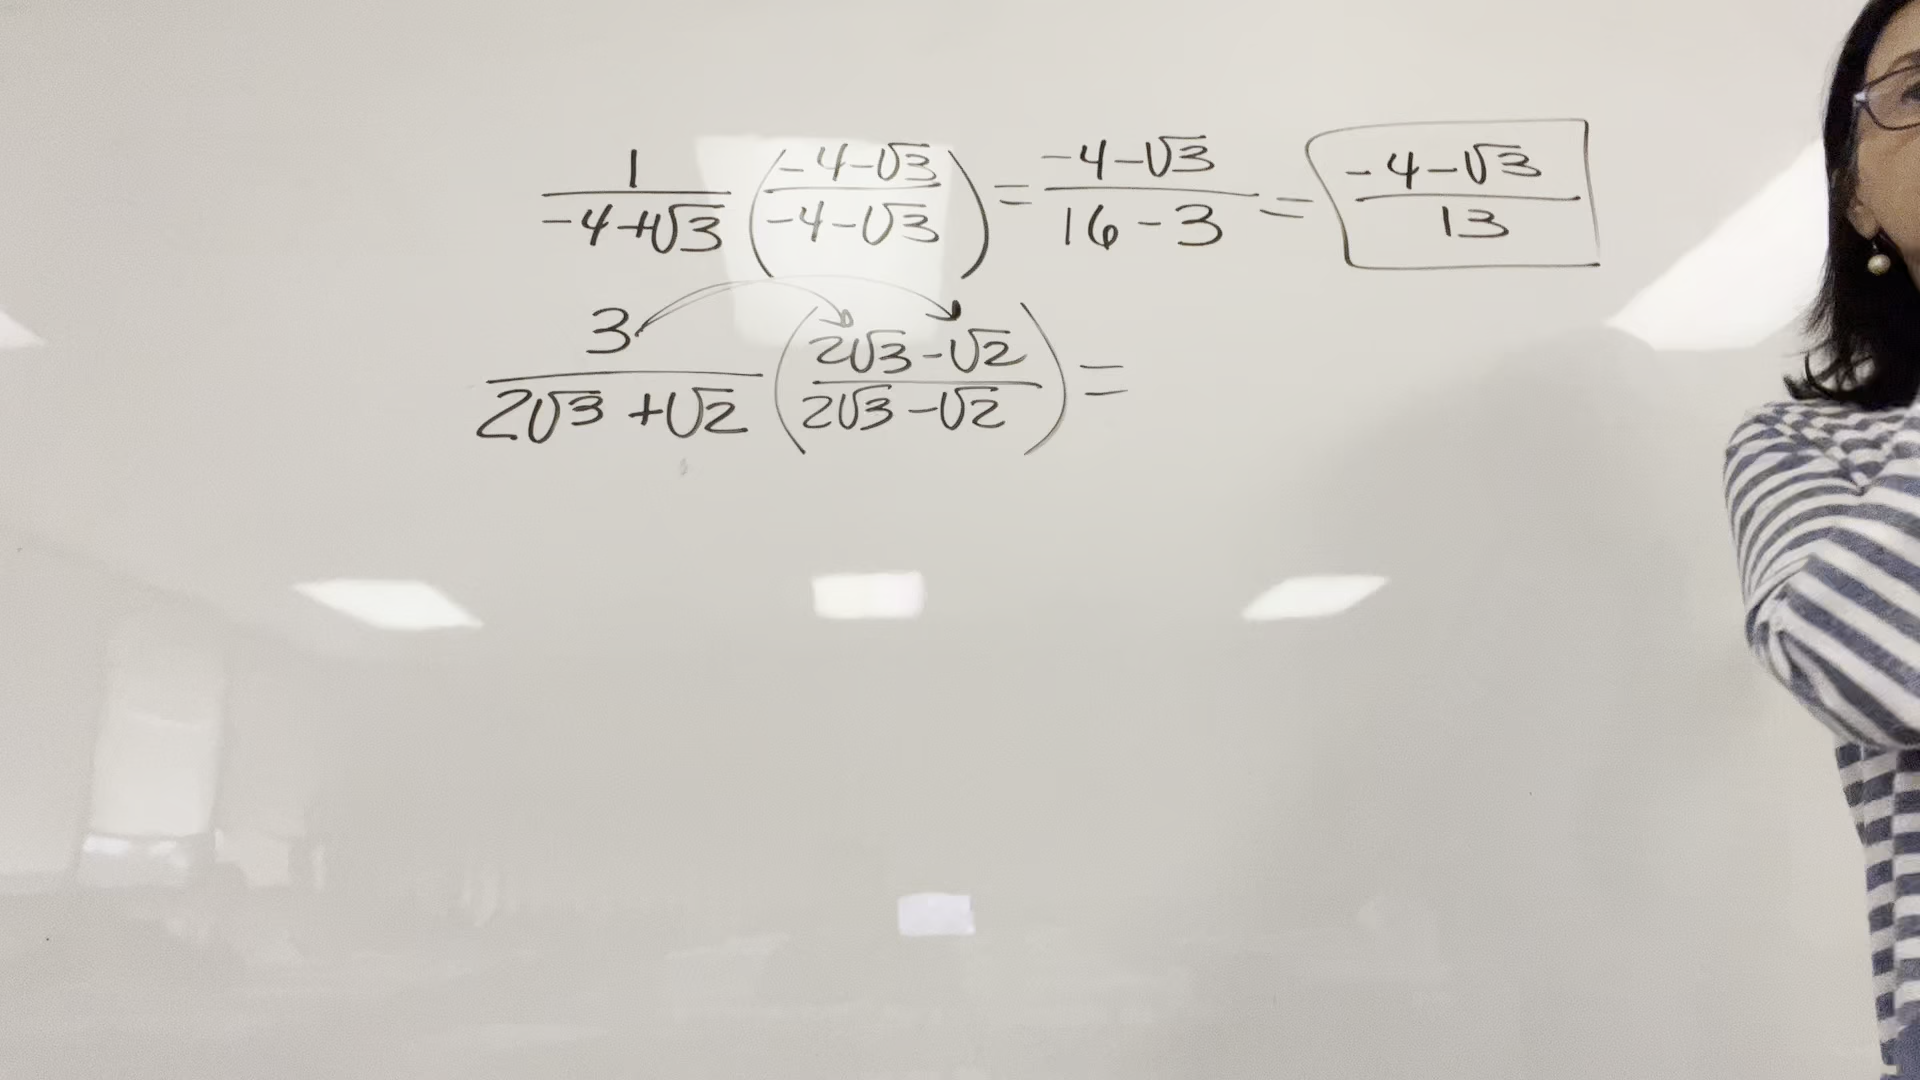 1/(-4+√3) ((-4-√3)/(-4-√3)) = (-4-√3)/(16-3) = (-4-√3)/13
3/(2√3+√2) ((2√3-√2)/(2√3-√2)) =